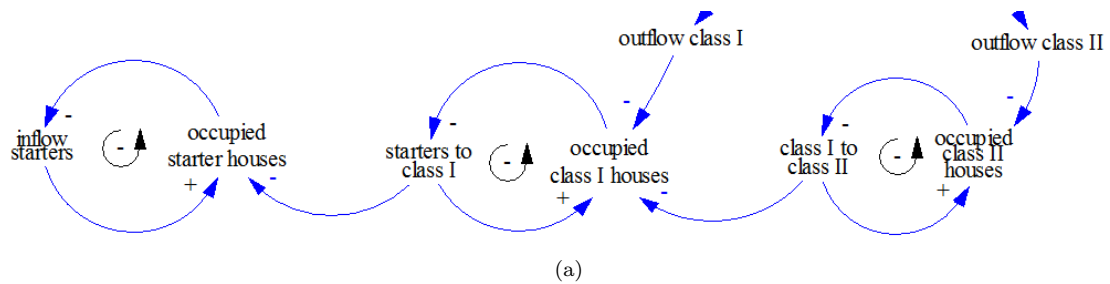 outflow class I
outflow class II
-
-
-
-
-
-
inflow
starters
-
occupied
starter houses
+
-
starters to
class I
-
occupied
class I houses
+
-
class I to
class II
-
occupied
class II
houses
+
(a)